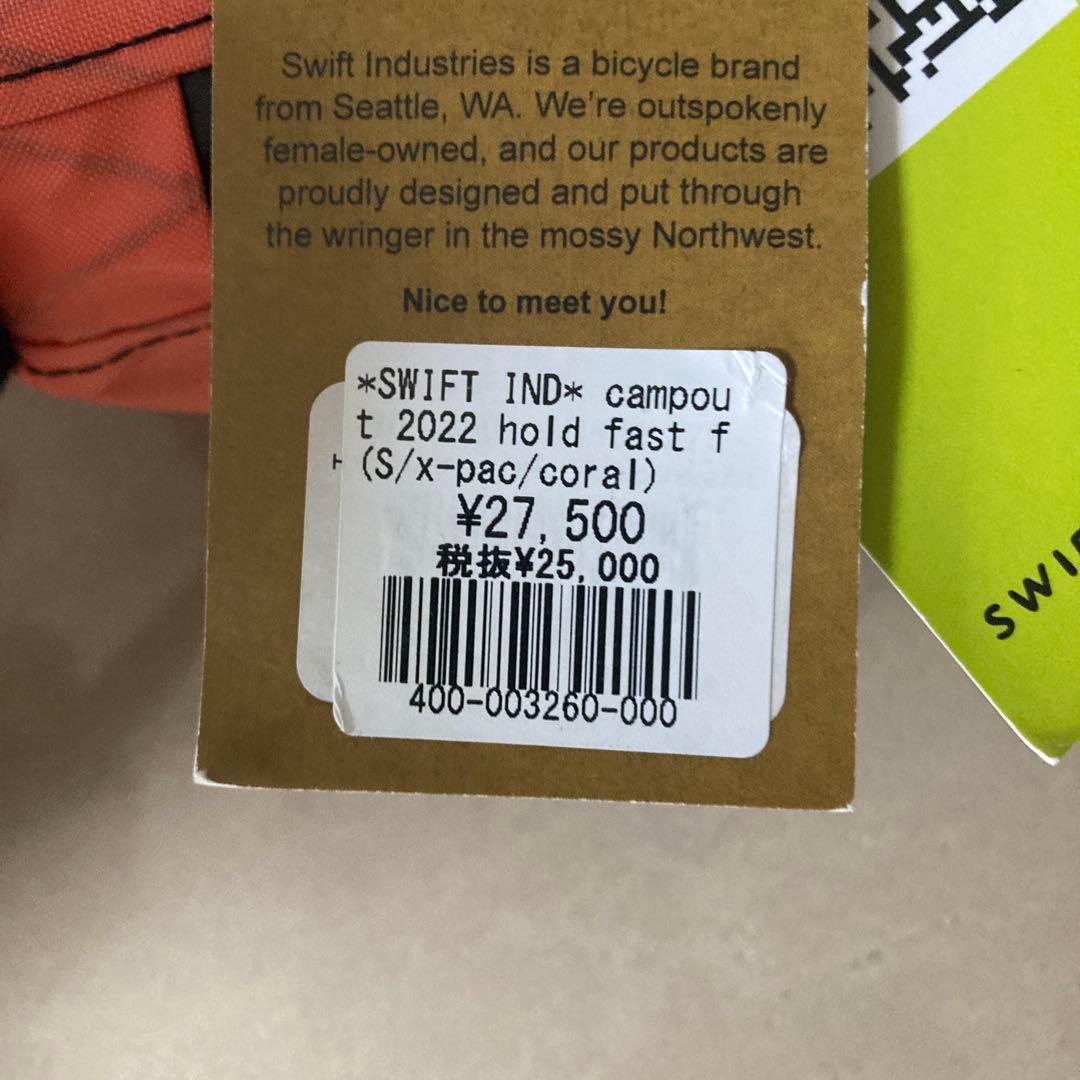 Swift Industries is a bicycle brand
from Seattle, WA. We're outspokenly
female-owned, and our products are
proudly designed and put through
the wringer in the mossy Northwest.
Nice to meet you!
*SWIFT IND* campou
t 2022 hold fast f
(S/x-pac/coral)
¥27,500
税抜¥25,000
400-003260-000